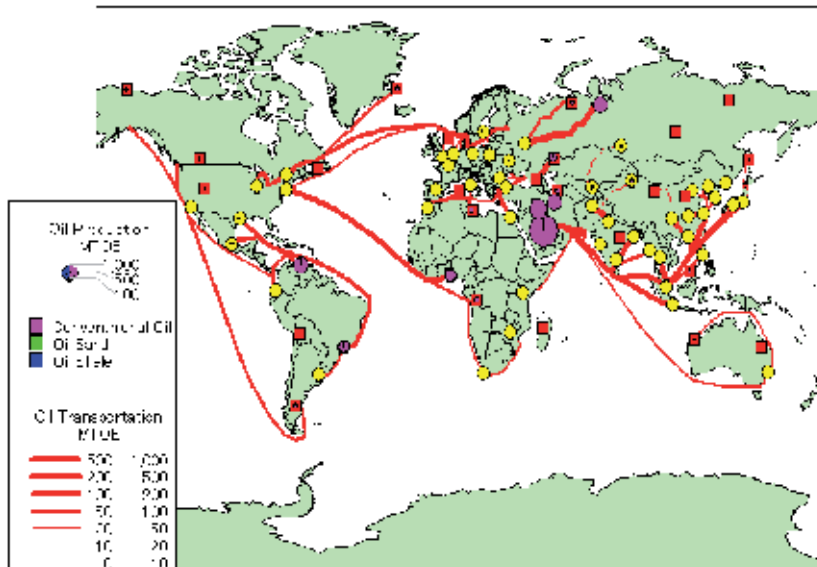 Oil Production
MTOE
Conventional Oil
Oil Sand
Oil Shale
Oil Transportation
MTOE
500 1,000
200 500
100 200
50 100
50
10 20
0 10